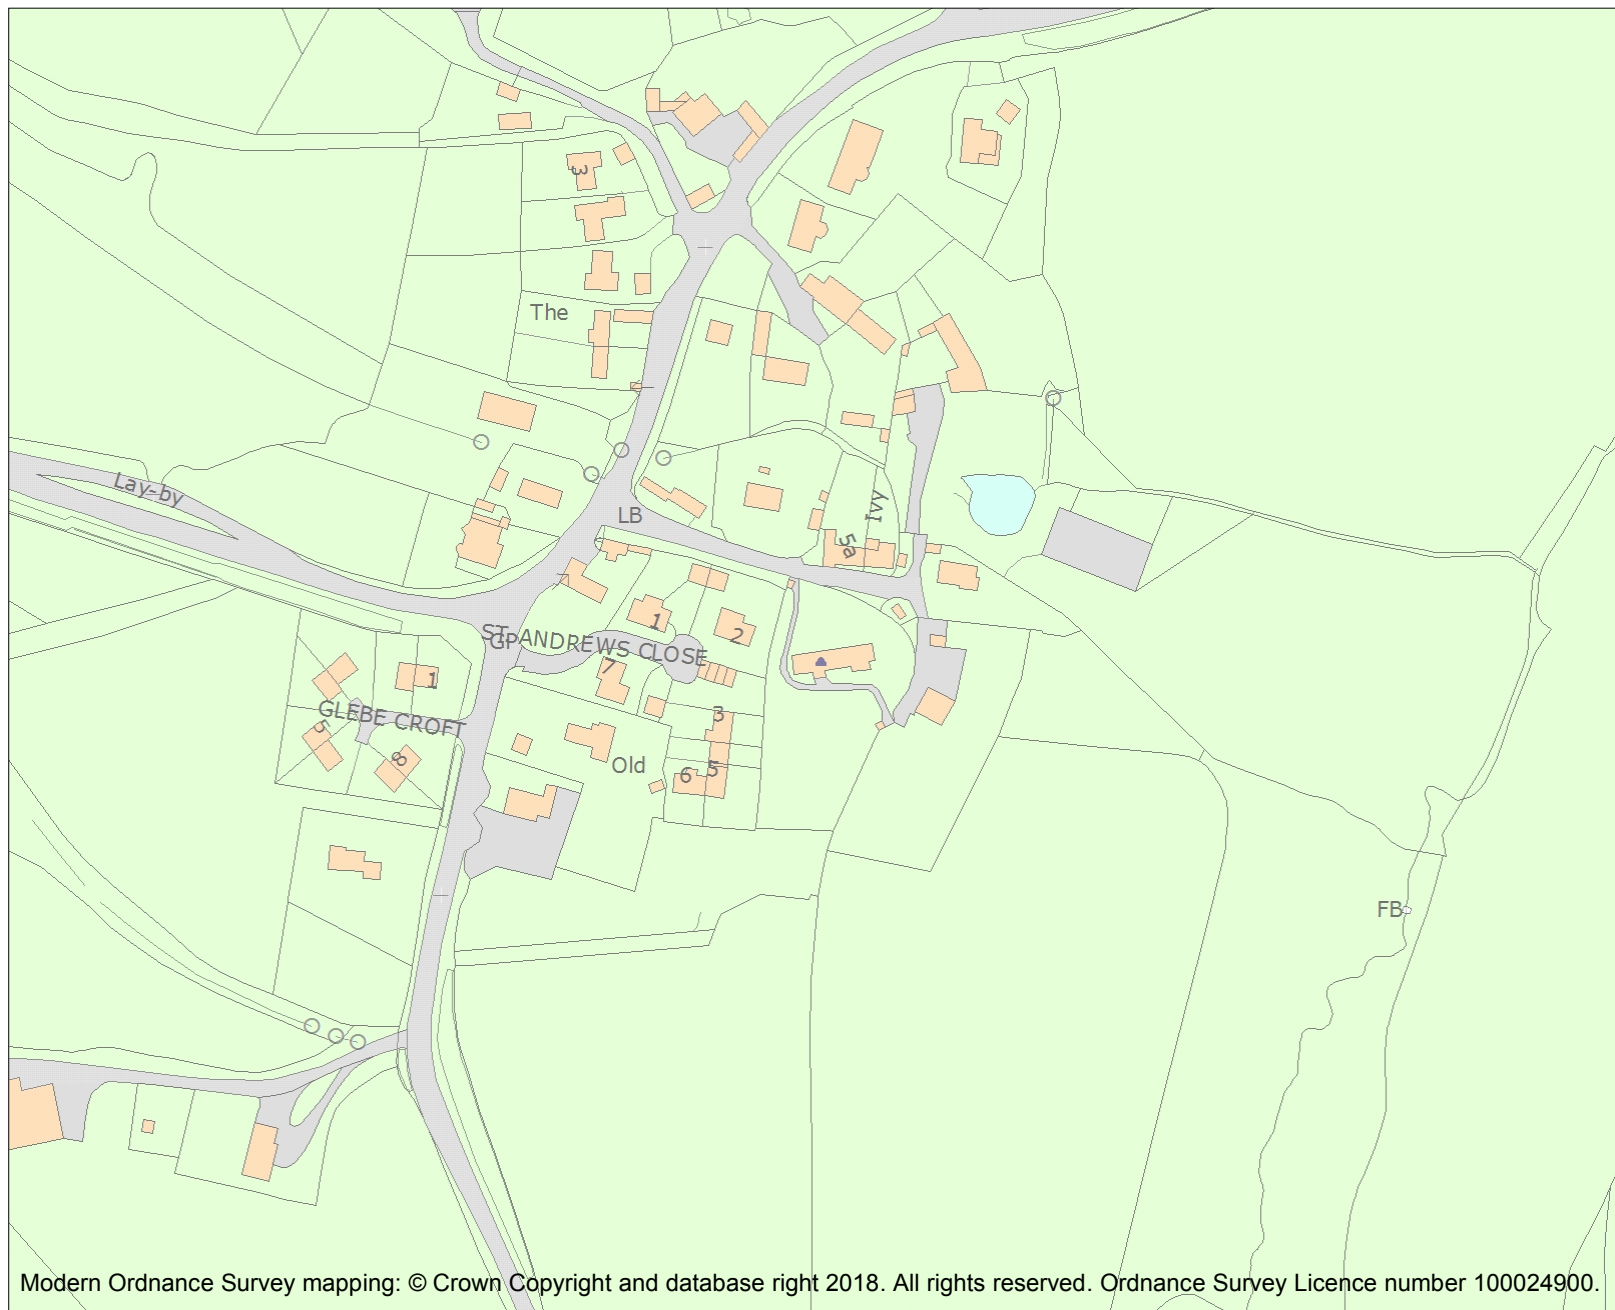 3
The
Lay-by
LB
Ivy
5a
1
2
ST ANDREWS CLOSE
GP
7
1
GLEBE CROFT
5
8
3
Old
6
5
FB
Modern Ordnance Survey mapping: © Crown Copyright and database right 2018. All rights reserved. Ordnance Survey Licence number 100024900.